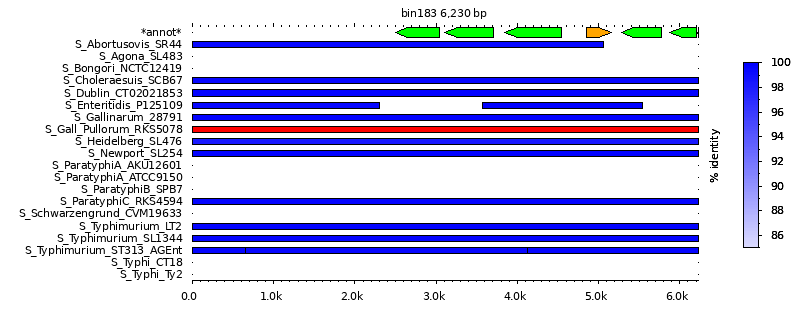 bin183 6,230 bp
*annot*
S_Abortusovis_SR44
S_Agona_SL483
S_Bongori_NCTC12419
S_Choleraesuis_SCB67
S_Dublin_CT02021853
S_Enteritidis_P125109
S_Gallinarum_28791
S_Gall_Pullorum_RKS5078
S_Heidelberg_SL476
S_Newport_SL254
S_ParatyphiA_AKU12601
S_ParatyphiA_ATCC9150
S_ParatyphiB_SPB7
S_ParatyphiC_RKS4594
S_Schwarzengrund_CVM19633
S_Typhimurium_LT2
S_Typhimurium_SL1344
S_Typhimurium_ST313_AGEnt
S_Typhi_CT18
S_Typhi_Ty2
0.0 1.0k 2.0k 3.0k 4.0k 5.0k 6.0k
% identity
100
98
96
94
92
90
88
86